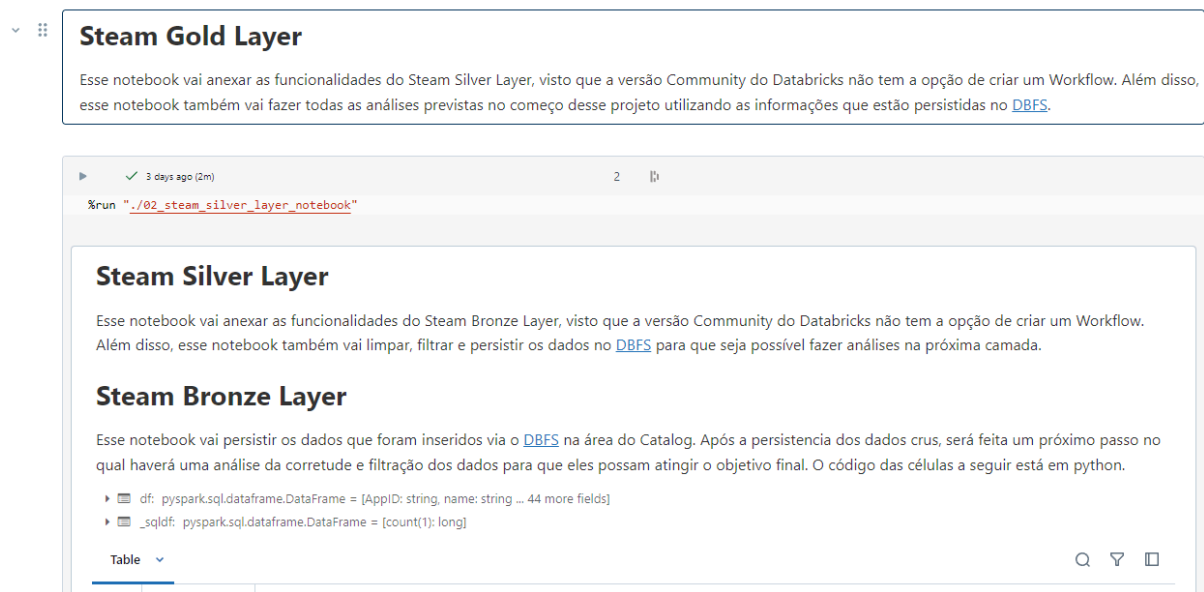 Steam Gold Layer
Esse notebook vai anexar as funcionalidades do Steam Silver Layer, visto que a versão Community do Databricks não tem a opção de criar um Workflow. Além disso,
esse notebook também vai fazer todas as análises previstas no começo desse projeto utilizando as informações que estão persistidas no DBFS.
3 days ago (2m)
2
%run "./02_steam_silver_layer_notebook"
Steam Silver Layer
Esse notebook vai anexar as funcionalidades do Steam Bronze Layer, visto que a versão Community do Databricks não tem a opção de criar um Workflow.
Além disso, esse notebook também vai limpar, filtrar e persistir os dados no DBFS para que seja possível fazer análises na próxima camada.
Steam Bronze Layer
Esse notebook vai persistir os dados que foram inseridos via o DBFS na área do Catalog. Após a persistencia dos dados crus, será feita um próximo passo no
qual haverá uma análise da corretude e filtração dos dados para que eles possam atingir o objetivo final. O código das células a seguir está em python.
df: pyspark.sql.dataframe.DataFrame = [AppID: string, name: string ... 44 more fields]
_sqldf: pyspark.sql.dataframe.DataFrame = [count(1): long]
Table